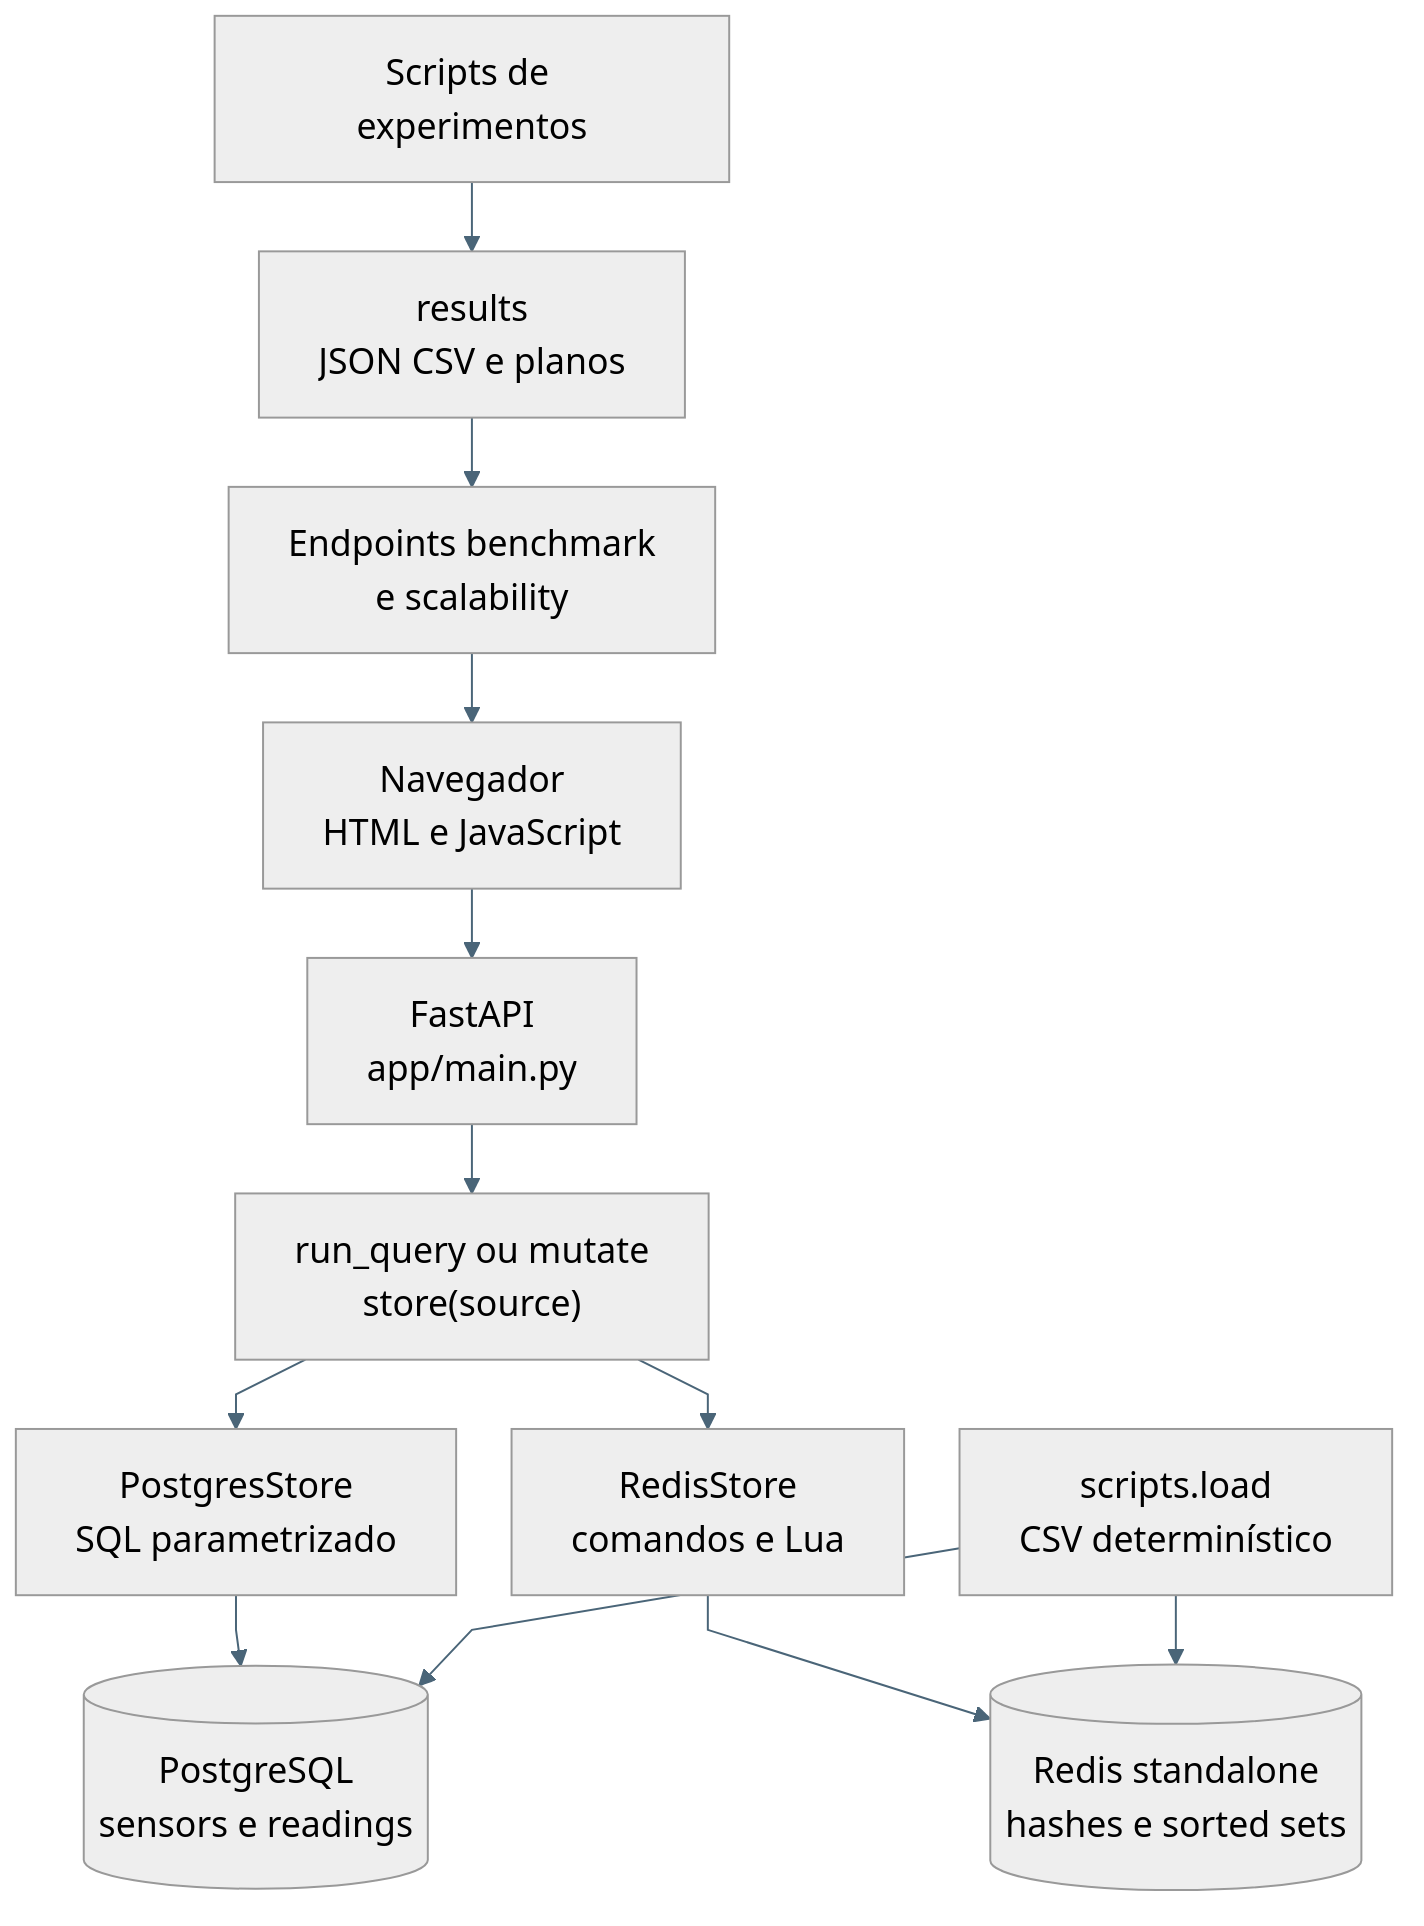 Scripts de
experimentos
results
JSON CSV e planos
Endpoints benchmark
e scalability
Navegador
HTML e JavaScript
FastAPI
app/main.py
run_query ou mutate
store(source)
PostgresStore
SQL parametrizado
RedisStore
comandos e Lua
scripts.load
CSV determinístico
PostgreSQL
sensors e readings
Redis standalone
hashes e sorted sets